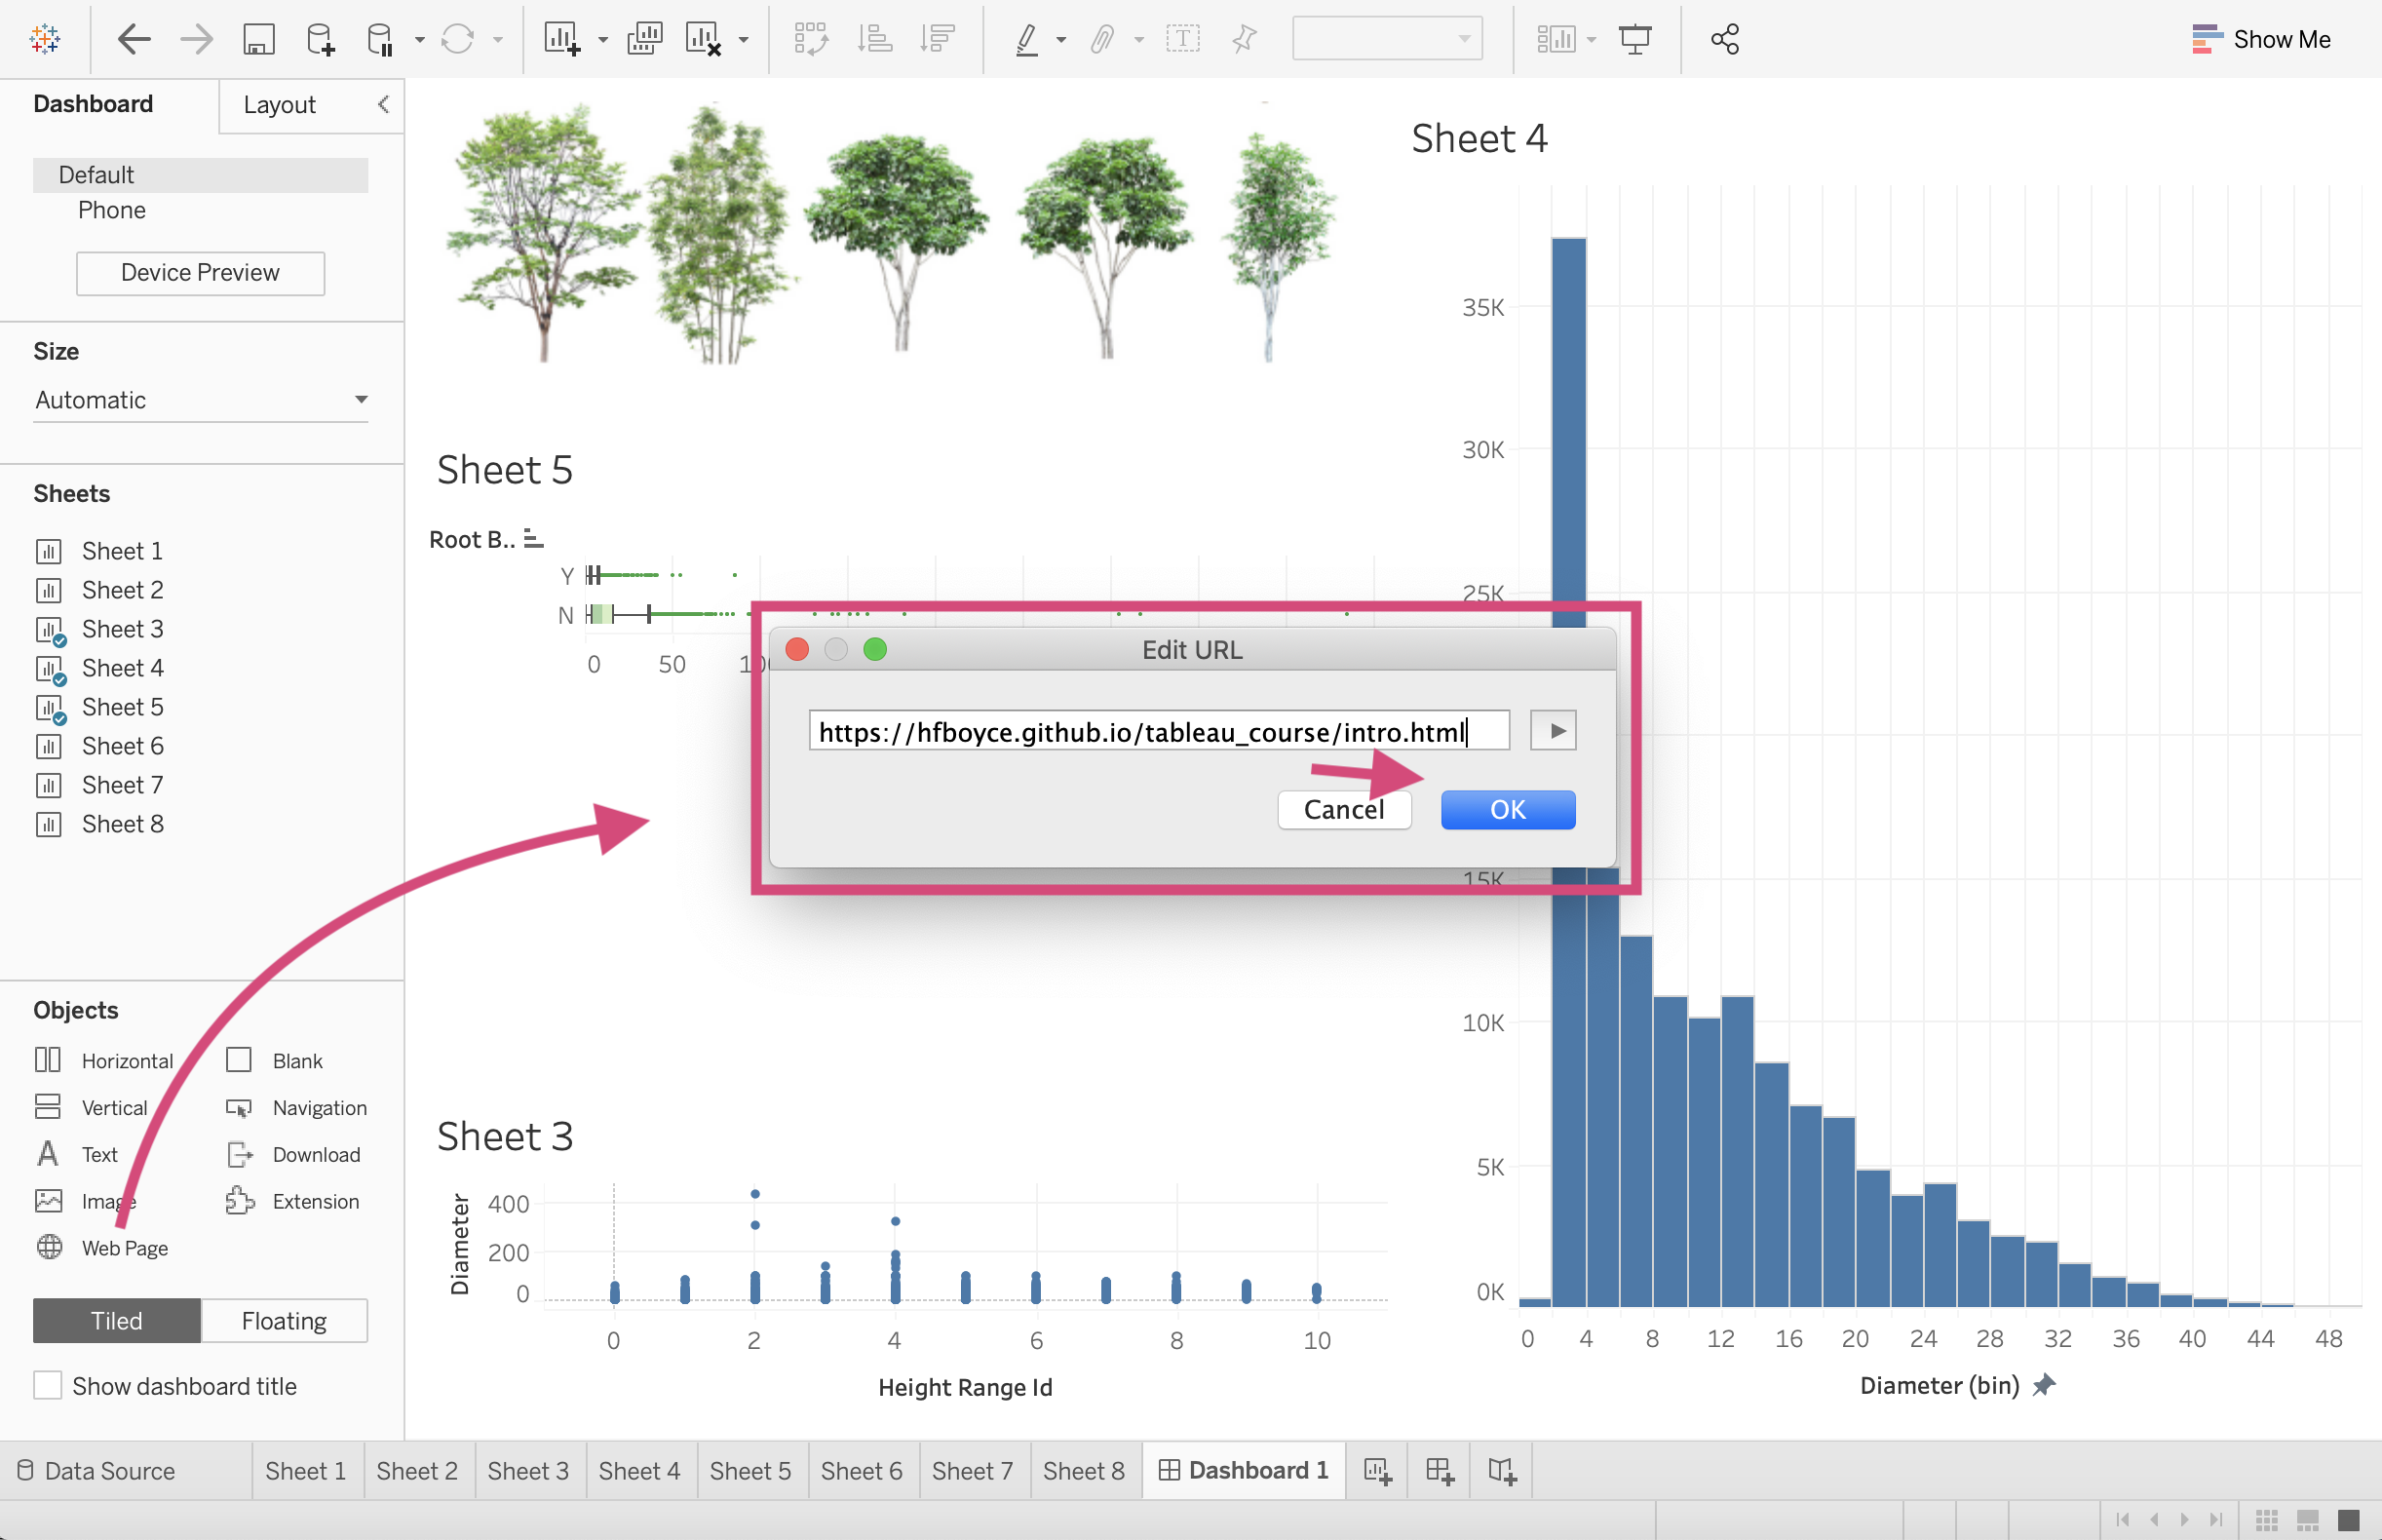 Show Me
Dashboard
Layout
Default
Phone
Device Preview
Size
Automatic
Sheets
Sheet 1
Sheet 2
Sheet 3
Sheet 4
Sheet 5
Sheet 6
Sheet 7
Sheet 8
Objects
Horizontal
Blank
Vertical
Navigation
Text
Download
Image
Extension
Web Page
Tiled
Floating
Show dashboard title
Sheet 5
Root B..
Y
N
0 50 100
Edit URL
https://hfboyce.github.io/tableau_course/intro.html
Cancel
OK
Sheet 3
Diameter
400
200
0
0 2 4 6 8 10
Height Range Id
Sheet 4
35K
30K
25K
15K
10K
5K
0K
0 4 8 12 16 20 24 28 32 36 40 44 48
Diameter (bin)
Data Source
Sheet 1
Sheet 2
Sheet 3
Sheet 4
Sheet 5
Sheet 6
Sheet 7
Sheet 8
Dashboard 1